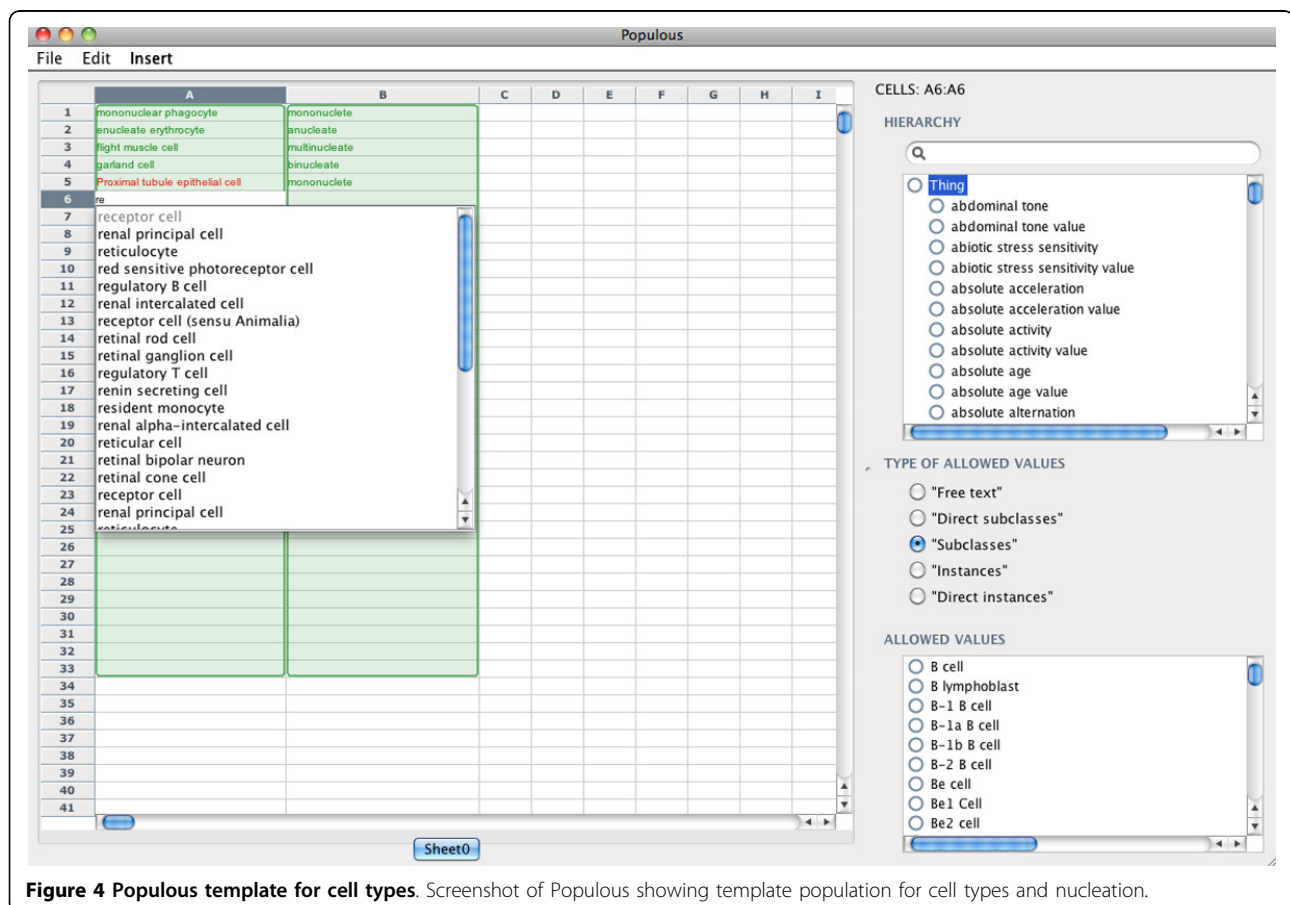 Populous
File Edit Insert
A B C D E F G H I
1 mononuclear phagocyte mononuclete
2 enucleate erythrocyte anucleate
3 flight muscle cell multinucleate
4 garland cell binucleate
5 Proximal tubule epithelial cell mononuclete
6 re
7 receptor cell
8 renal principal cell
9 reticulocyte
10 red sensitive photoreceptor cell
11 regulatory B cell
12 renal intercalated cell
13 receptor cell (sensu Animalia)
14 retinal rod cell
15 retinal ganglion cell
16 regulatory T cell
17 renin secreting cell
18 resident monocyte
19 renal alpha-intercalated cell
20 reticular cell
21 retinal bipolar neuron
22 retinal cone cell
23 receptor cell
24 renal principal cell
25 reticulocyte
26
27
28
29
30
31
32
33
34
35
36
37
38
39
40
41
Sheet0
CELLS: A6:A6
HIERARCHY
Thing
abdominal tone
abdominal tone value
abiotic stress sensitivity
abiotic stress sensitivity value
absolute acceleration
absolute acceleration value
absolute activity
absolute activity value
absolute age
absolute age value
absolute alternation
TYPE OF ALLOWED VALUES
"Free text"
"Direct subclasses"
"Subclasses"
"Instances"
"Direct instances"
ALLOWED VALUES
B cell
B lymphoblast
B-1 B cell
B-1a B cell
B-1b B cell
B-2 B cell
Be cell
Be1 Cell
Be2 cell
Figure 4 Populous template for cell types. Screenshot of Populous showing template population for cell types and nucleation.